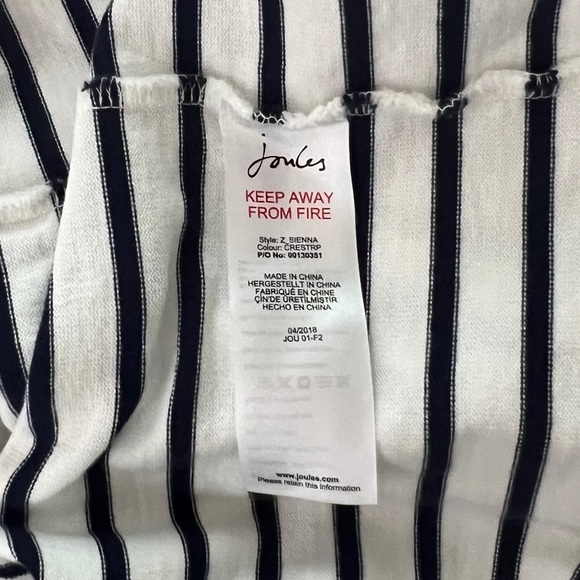 Joules
KEEP AWAY
FROM FIRE
Style: Z_SIENNA
Colour: CRESTRP
P/O No: 00130351
MADE IN CHINA
HERGESTELLT IN CHINA
FABRIQUÉ EN CHINE
ÇIN'DE ÜRETILMISTIR
HECHO EN CHINA
04/2018
JOU 01-F2
www.joules.com
Please retain this information